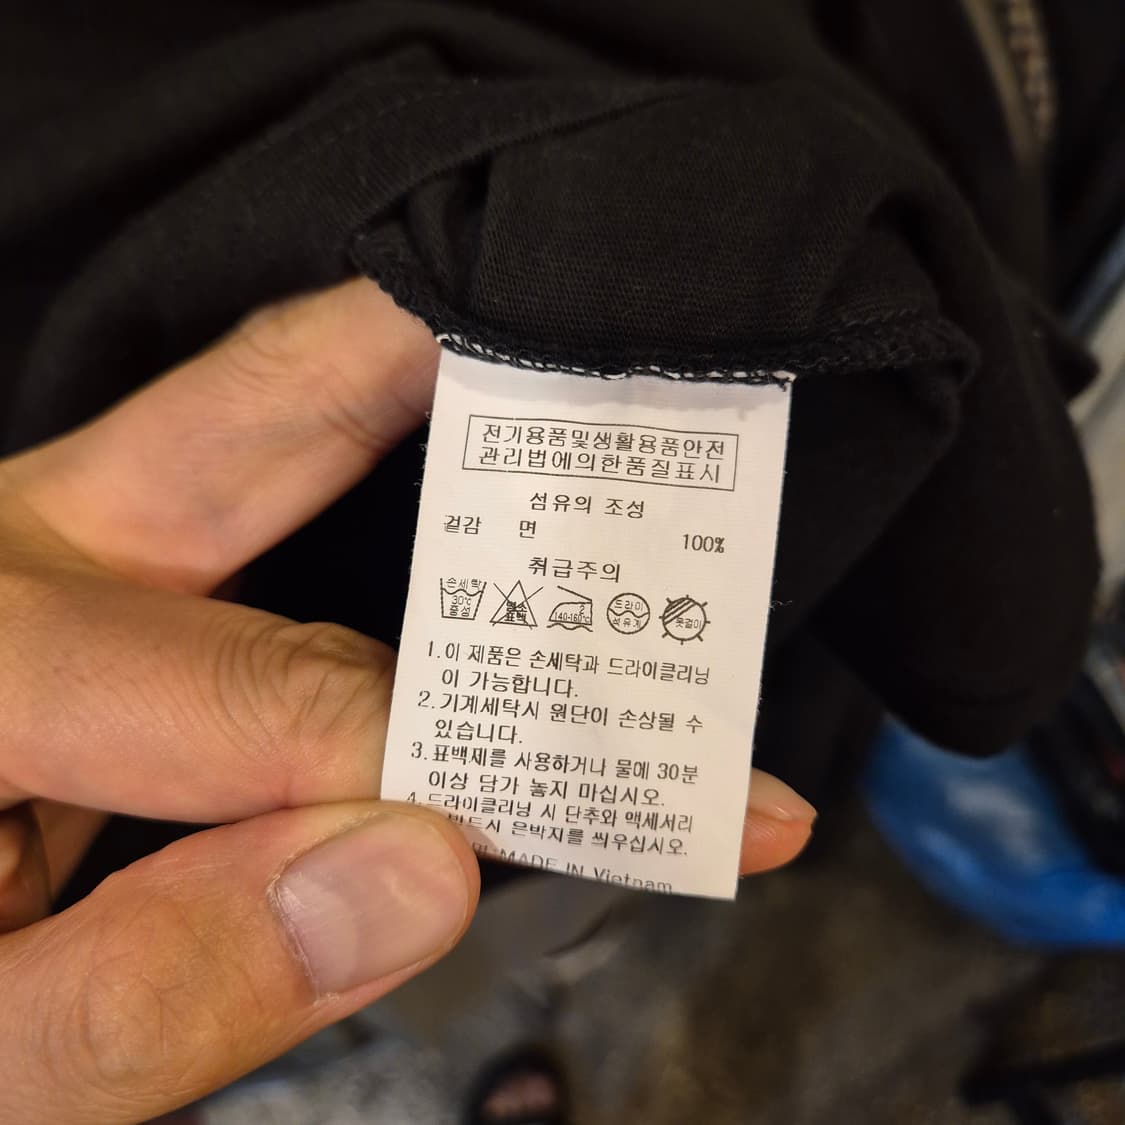 전기용품및생활용품안전
관리법에의한품질표시
섬유의 조성
겉감 면 100%
취급주의
손세탁
30℃
중성
염소
표백
2
140-160℃
드라이
석유계
옷걸이
1.이 제품은 손세탁과 드라이클리닝
이 가능합니다.
2.기계세탁시 원단이 손상될 수
있습니다.
3.표백제를 사용하거나 물에 30분
이상 담가 놓지 마십시오.
4.드라이클리닝 시 단추와 액세서리
반드시 은박지를 씌우십시오.
MADE IN Vietnam